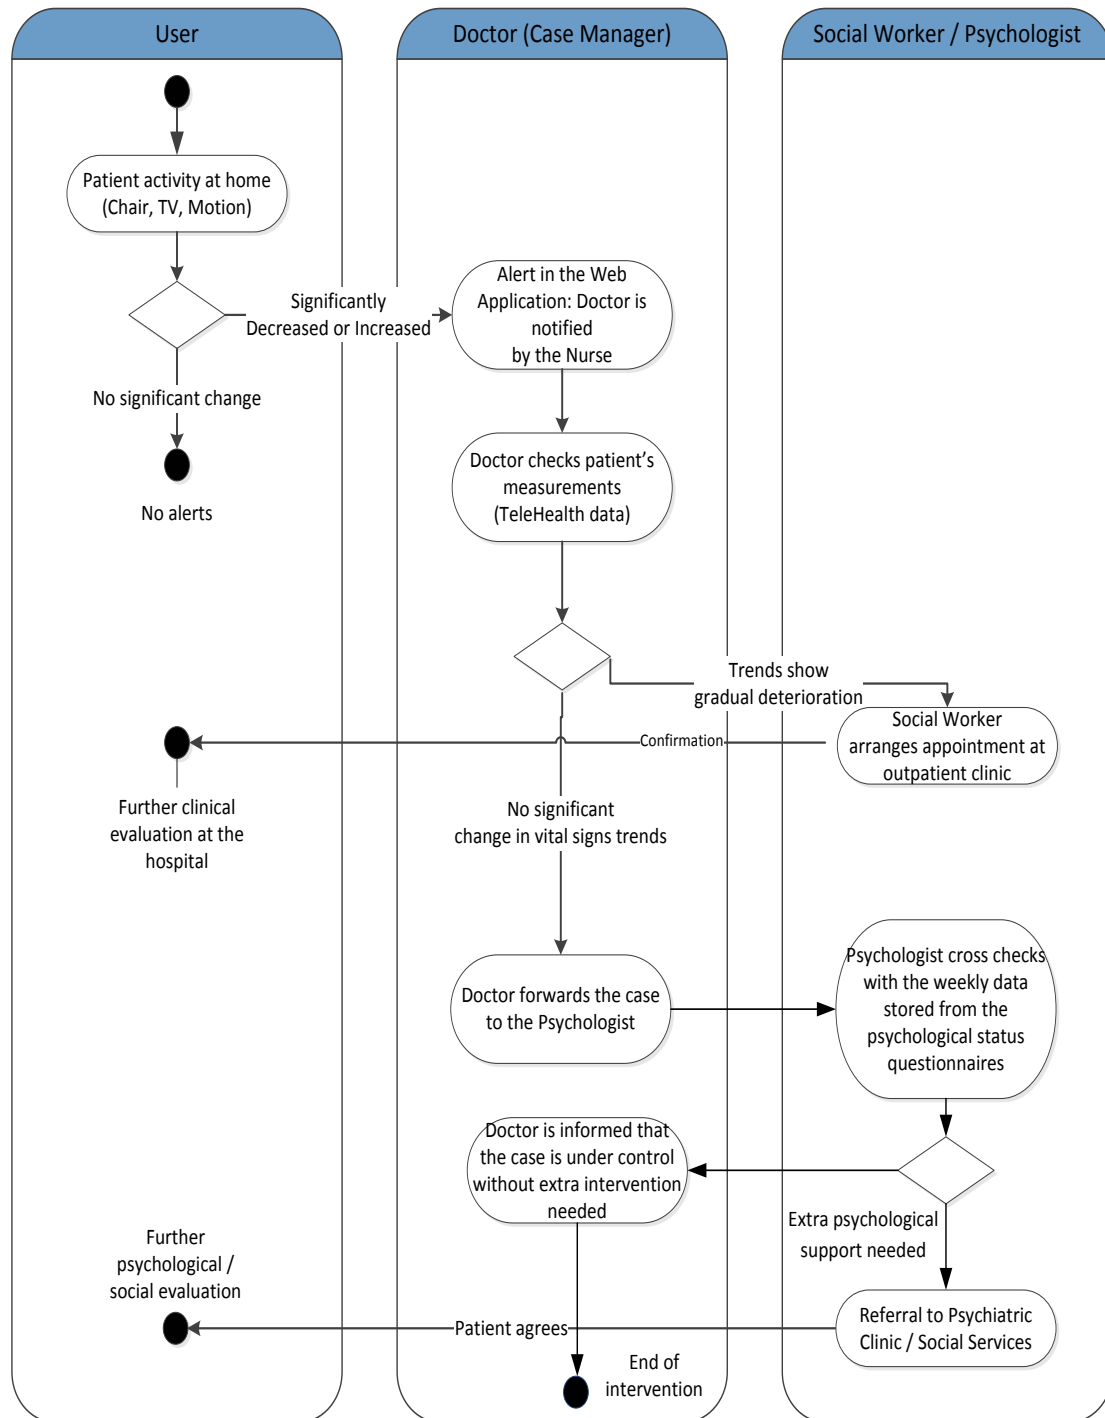 User
Doctor (Case Manager)
Social Worker / Psychologist
Patient activity at home
(Chair, TV, Motion)
Significantly
Decreased or Increased
Alert in the Web
Application: Doctor is
notified
by the Nurse
No significant change
No alerts
Doctor checks patient’s
measurements
(TeleHealth data)
Trends show
gradual deterioration
Social Worker
arranges appointment at
outpatient clinic
Confirmation
Further clinical
evaluation at the
hospital
No significant
change in vital signs trends
Doctor forwards the case
to the Psychologist
Psychologist cross checks
with the weekly data
stored from the
psychological status
questionnaires
Doctor is informed that
the case is under control
without extra intervention
needed
Extra psychological
support needed
Further
psychological /
social evaluation
Patient agrees
Referral to Psychiatric
Clinic / Social Services
End of
intervention